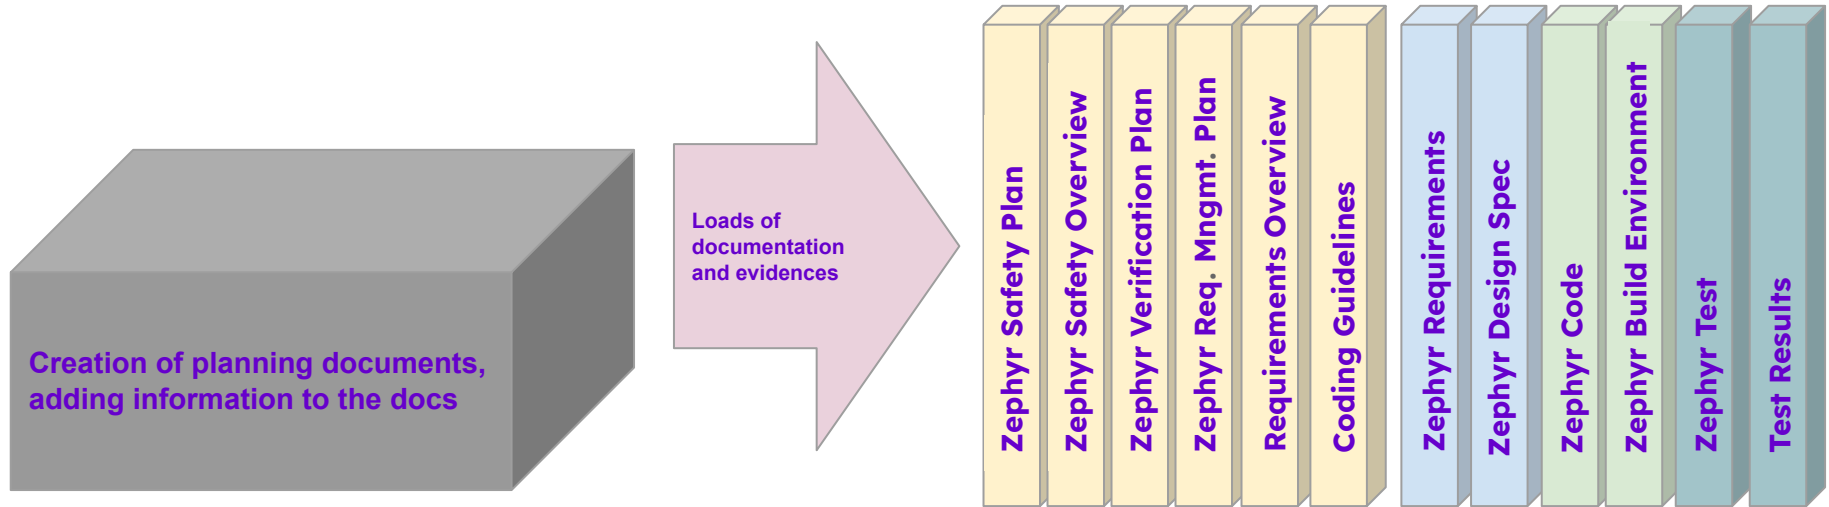 Creation of planning documents,
adding information to the docs
Loads of
documentation
and evidences
Zephyr Safety Plan
Zephyr Safety Overview
Zephyr Verification Plan
Zephyr Req. Mngmt. Plan
Requirements Overview
Coding Guidelines
Zephyr Requirements
Zephyr Design Spec
Zephyr Code
Zephyr Build Environment
Zephyr Test
Test Results